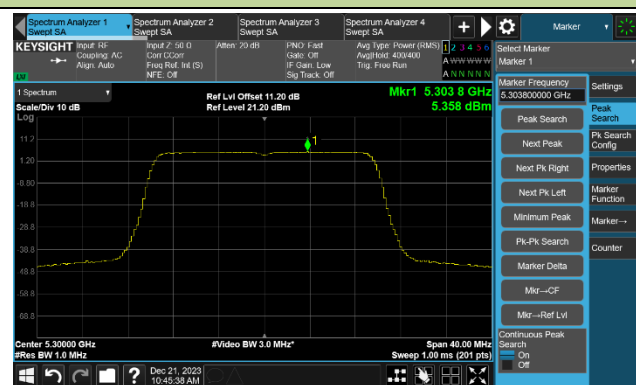 Spectrum Analyzer 1
Swept SA
Spectrum Analyzer 2
Swept SA
Spectrum Analyzer 3
Swept SA
Spectrum Analyzer 4
Swept SA
+
Marker
KEYSIGHT
Input: RF
Coupling: AC
Align: Auto
Input Z: 50 Ω
Corr CCorr
Freq Ref: Int (S)
NFE: Off
Atten: 20 dB
PNO: Fast
Gate: Off
IF Gain: Low
Sig Track: Off
Avg Type: Power (RMS)
Avg|Hold: 400/400
Trig: Free Run
1 2 3 4 5 6
A W W W W W
A N N N N N
LXI
Select Marker
Marker 1
1 Spectrum
Scale/Div 10 dB
Log
Ref Lvl Offset 11.20 dB
Ref Level 21.20 dBm
Mkr1 5.303 8 GHz
5.358 dBm
1
11.2
1.20
-8.80
-18.8
-28.8
-38.8
-48.8
-58.8
-68.8
Center 5.30000 GHz
#Res BW 1.0 MHz
#Video BW 3.0 MHz*
Span 40.00 MHz
Sweep 1.00 ms (201 pts)
Marker Frequency
5.303800000 GHz
Peak Search
Next Peak
Next Pk Right
Next Pk Left
Minimum Peak
Pk-Pk Search
Marker Delta
Mkr→CF
Mkr→Ref Lvl
Continuous Peak
Search
On
Off
Settings
Peak
Search
Pk Search
Config
Properties
Marker
Function
Marker→
Counter
?
Dec 21, 2023
10:45:38 AM